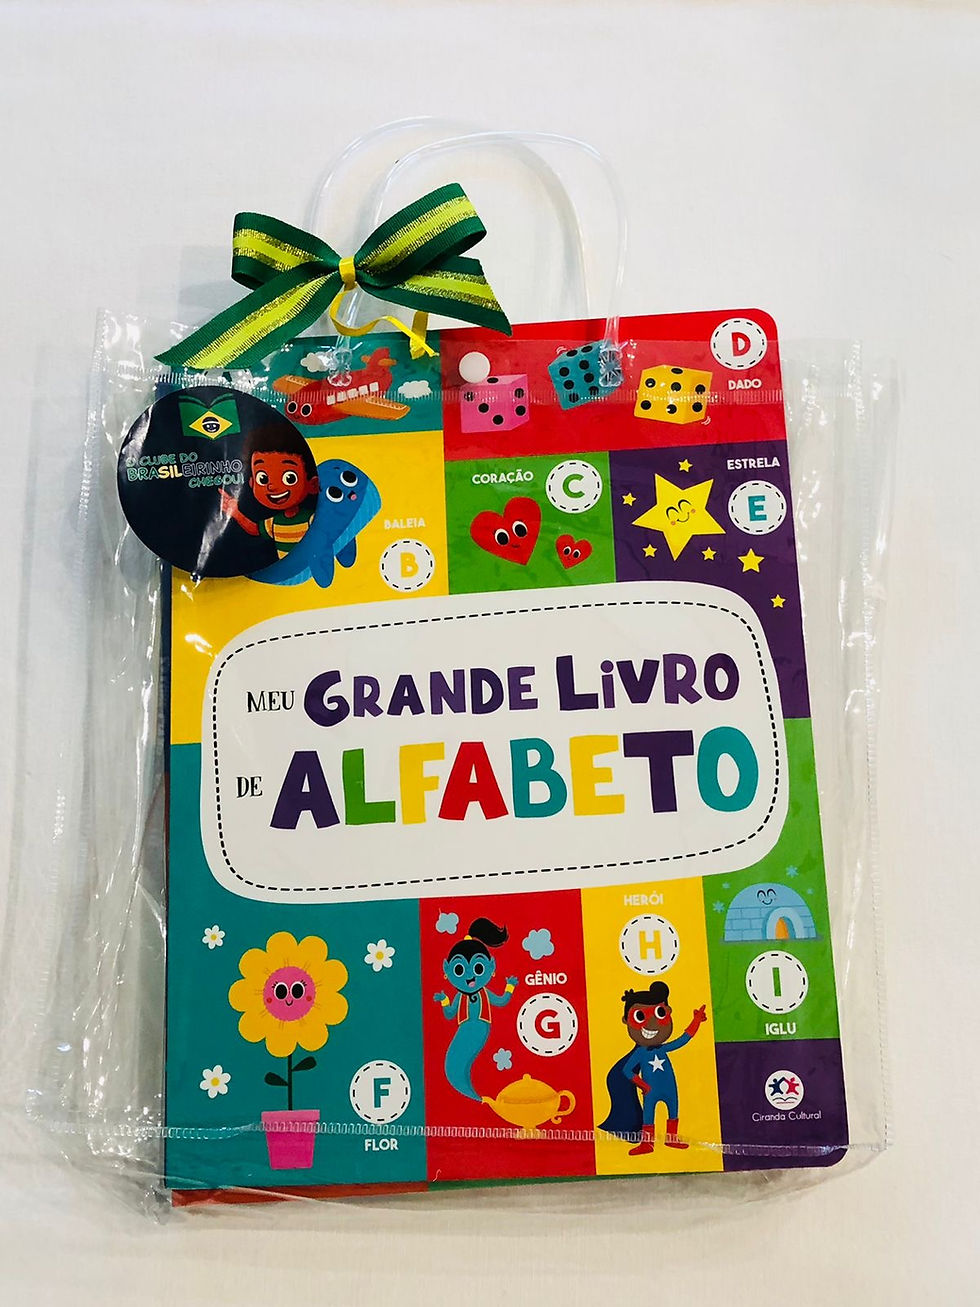 D
DADO
O CLUBE DO
BRASILEIRINHO
CHEGOU!
BALEIA
B
CORAÇÃO
C
ESTRELA
E
MEU GRANDE LIVRO
DE ALFABETO
F
FLOR
GÊNIO
G
HERÓI
H
I
IGLU
Ciranda Cultural